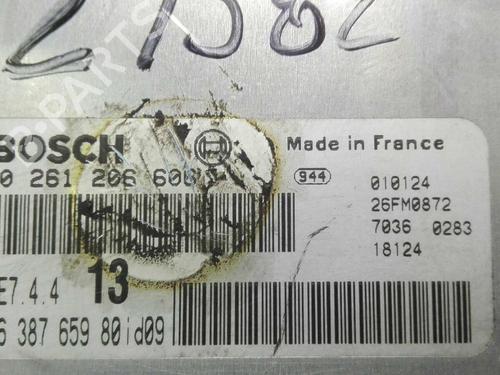 21582
BOSCH
Made in France
0 261 206 606
944
010124
26FM0872
7036 0283
18124
E7.4.4 13
6 387 659 80id09